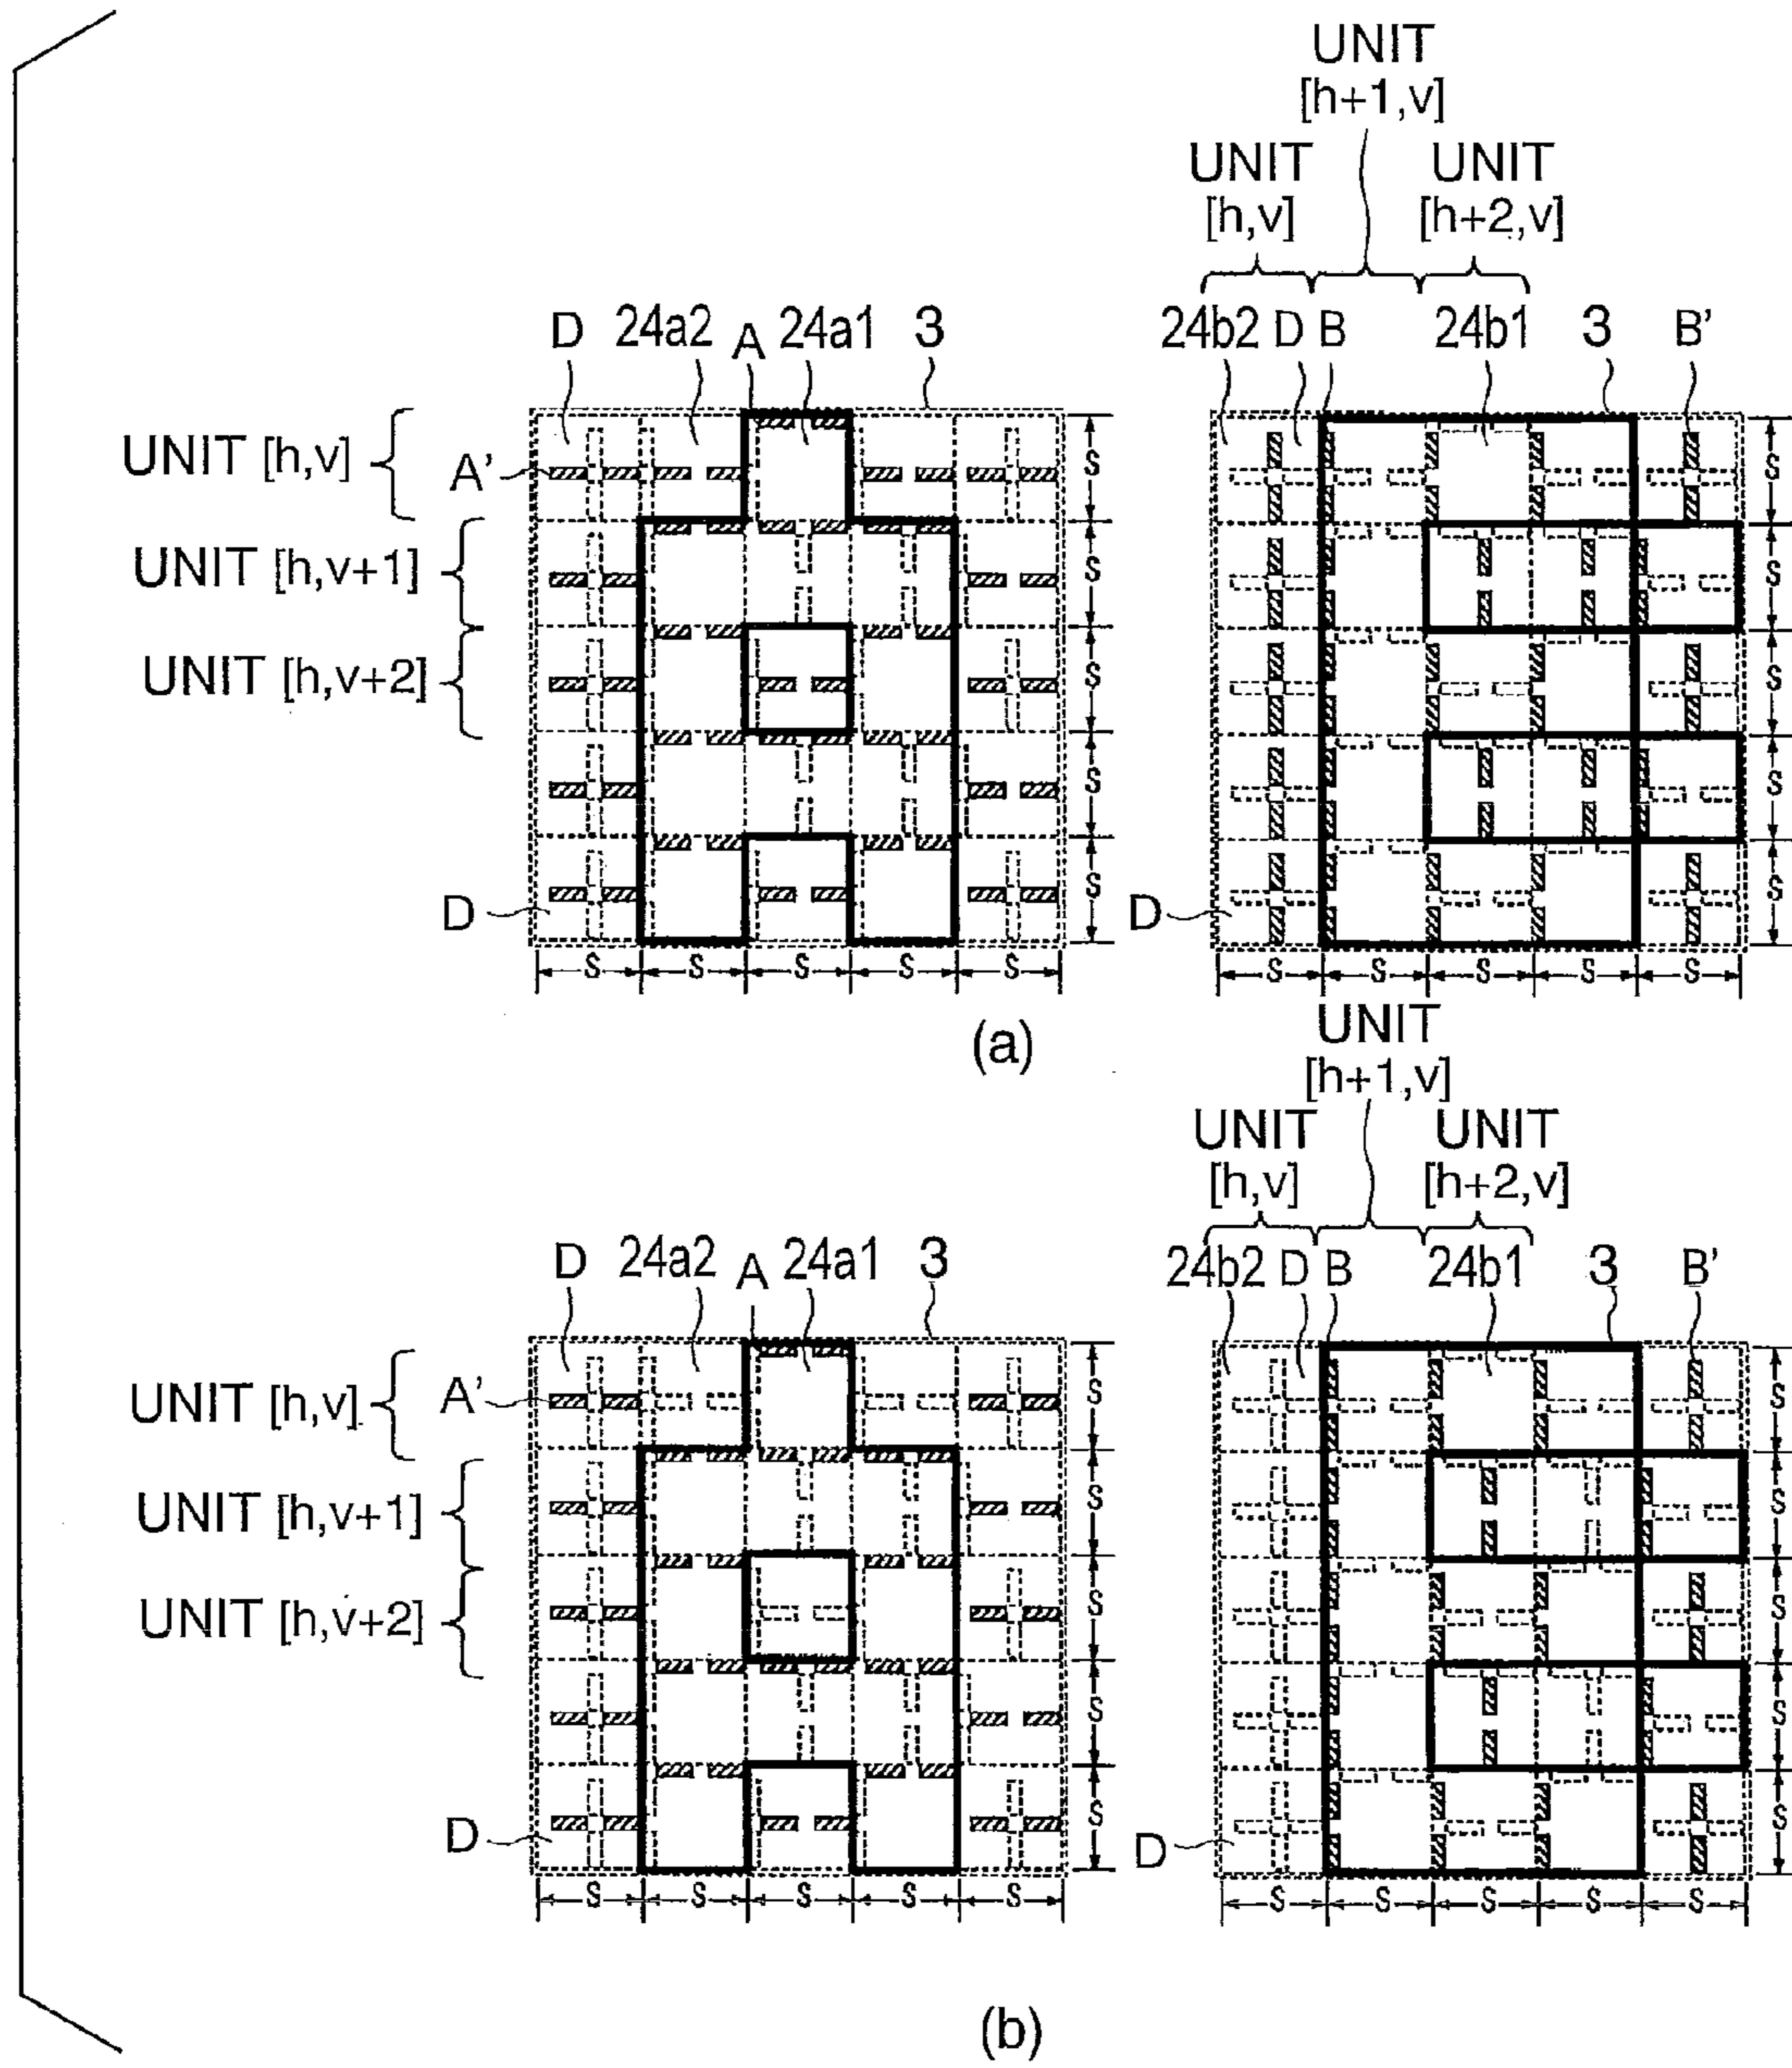 UNIT
[h+1,v]
UNIT UNIT
[h,v] [h+2,v]
D 24a2 A 24a1 3 24b2 D B 24b1 3 B'
UNIT [h,v] A' S S
UNIT [h,v+1] S S
UNIT [h,v+2] S S
S S
D S D S
S S S S S S S S S S
(a)
UNIT
[h+1,v]
UNIT UNIT
[h,v] [h+2,v]
D 24a2 A 24a1 3 24b2 D B 24b1 3 B'
UNIT [h,v] A' S S
UNIT [h,v+1] S S
UNIT [h,v+2] S S
S S
D S D S
S S S S S S S S S S
(b)